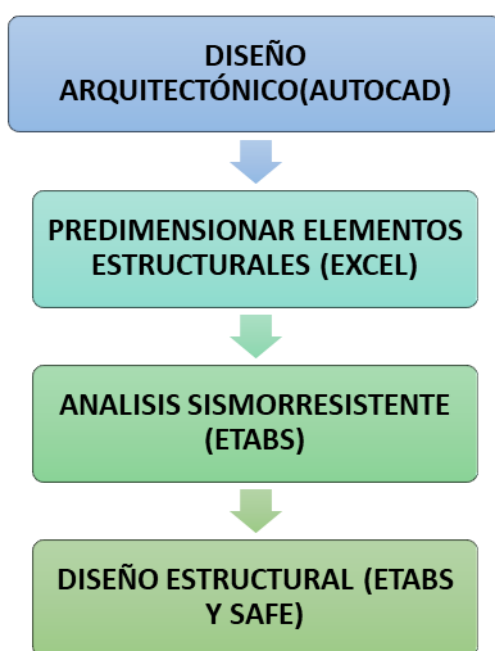 DISEÑO
ARQUITECTÓNICO(AUTOCAD)
PREDIMENSIONAR ELEMENTOS
ESTRUCTURALES (EXCEL)
ANALISIS SISMORRESISTENTE
(ETABS)
DISEÑO ESTRUCTURAL (ETABS
Y SAFE)